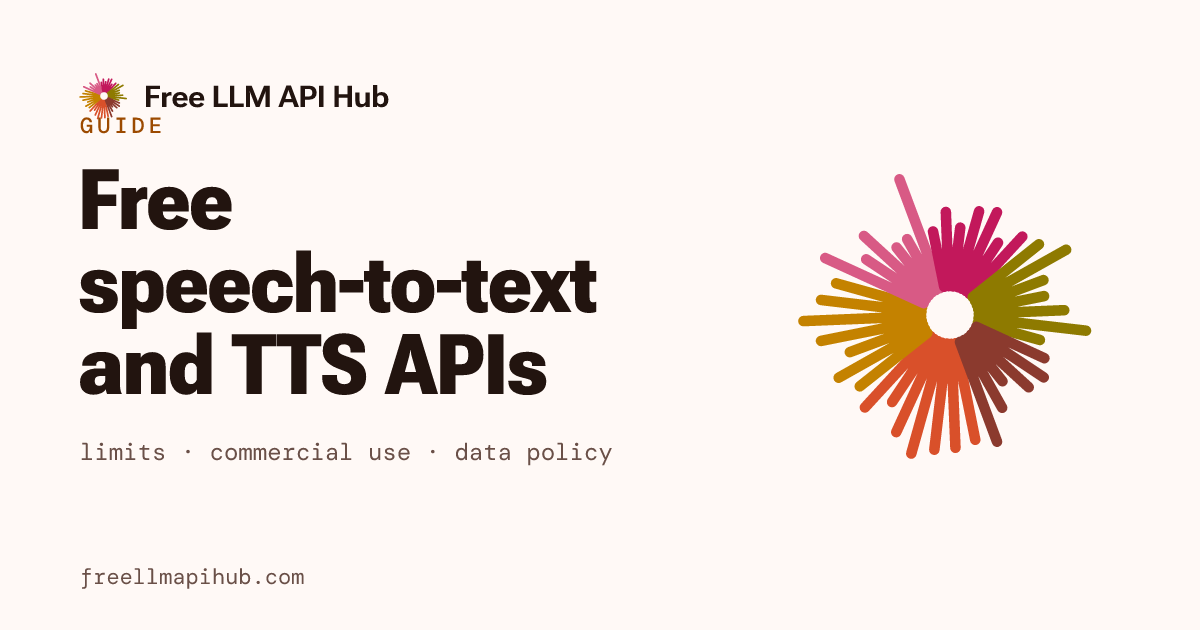 Free LLM API Hub
GUIDE
Free
speech-to-text
and TTS APIs
limits · commercial use · data policy
freellmapihub.com